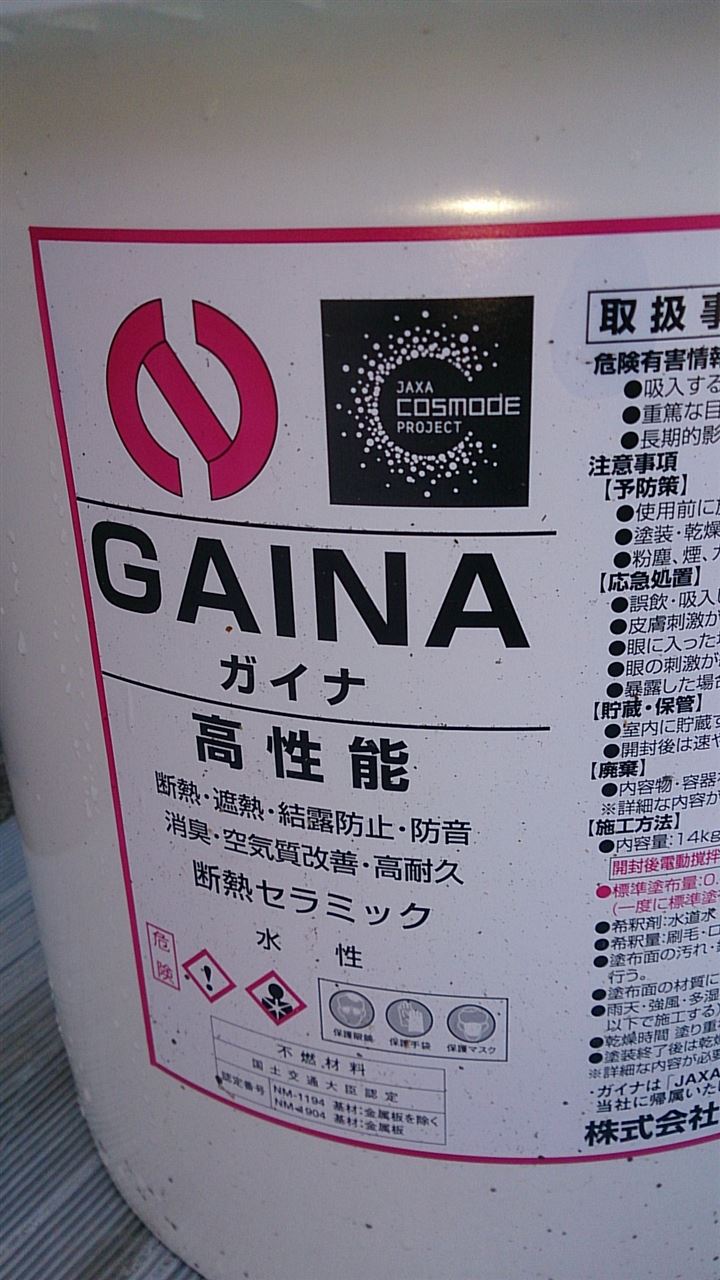 JAXA
COSMODE
PROJECT
GAINA
ガイナ
高性能
断熱・遮熱・結露防止・防音
消臭・空気質改善・高耐久
断熱セラミック
水性
危険
保護眼鏡
保護手袋
保護マスク
不燃材料
国土交通大臣認定
認定番号
NM-1194 基材:金属板を除く
NM-1904 基材:金属板
取扱事
危険有害情報
●吸入する
●重篤な目
●長期的影
注意事項
【予防策】
●使用前に
●塗装・乾燥
●粉塵、煙、
【応急処置】
●誤飲・吸入
●皮膚刺激が
●眼に入った
●眼の刺激が
●暴露した場合
【貯蔵・保管】
●室内に貯蔵す
●開封後は速や
【廃棄】
●内容物・容器
※詳細な内容が
【施工方法】
●内容量:14kg
開封後電動撹拌
●標準塗布量:0.
(一度に標準塗
●希釈剤:水道水
●希釈量:刷毛・ロ
●塗布面の汚れ・
行う。
●塗布面の材質に
●雨天・強風・多湿
以下で施工する)
●乾燥時間 塗り重
●塗装終了後は乾
※詳細な内容が必
・ガイナは「JAXA
当社に帰属いた
株式会社